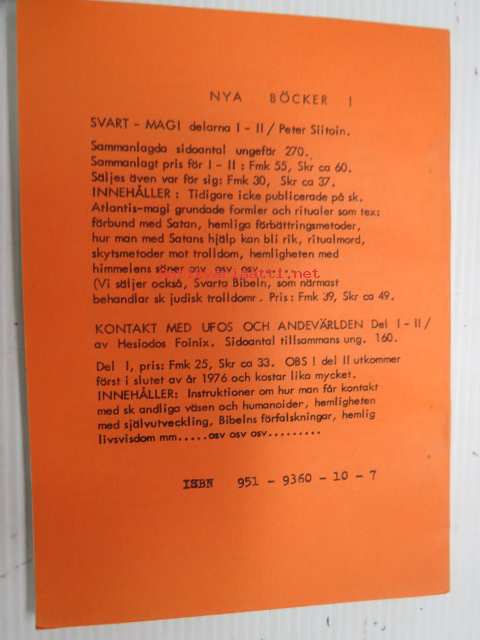 NYA BÖCKER !
SVART - MAGI delarna I - II / Peter Siitoin.
Sammanlagda sidoantal ungefär 270.
Sammanlagt pris för I - II : Fmk 55, Skr ca 60.
Säljes även var för sig: Fmk 30, Skr ca 37.
INNEHÅLLER : Tidigare icke publicerade på sk.
Atlantis-magi grundade formler och ritualer som tex:
förbund med Satan, hemliga förbättringsmetoder,
hur man med Satans hjälp kan bli rik, ritualmord,
skytsmetoder mot trolldom, hemligheten med
himmelens söner osv osv osv.....
(Vi säljer också, Svarta Bibeln, som närmast
behandlar sk judisk trolldom. Pris: Fmk 39, Skr ca 49.
KONTAKT MED UFOS OCH ANDEVÄRLDEN Del I - II /
av Hesiodos Foinix. Sidoantal tillsammans ung. 160.
Del I, pris: Fmk 25, Skr ca 33. OBS ! del II utkommer
först i slutet av år 1976 och kostar lika mycket.
INNEHÅLLER: Instruktioner om hur man får kontakt
med sk andliga väsen och humanoider, hemligheten
med självutveckling, Bibelns förfalskningar, hemlig
livsvisdom mm.....osv osv osv.........
ISBN 951 - 9360 - 10 - 7